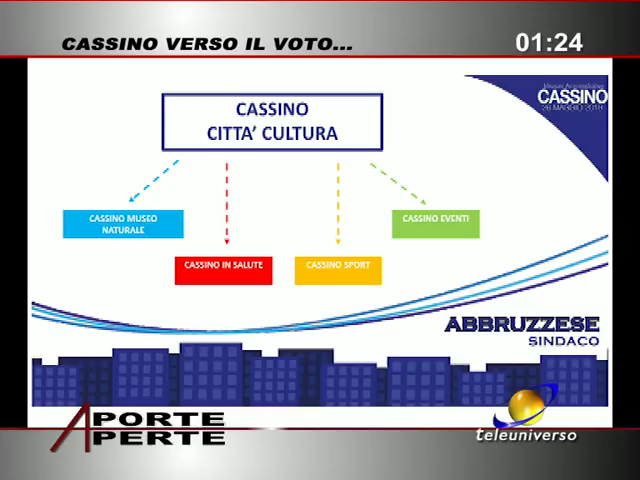 CASSINO VERSO IL VOTO...
01:24
CASSINO
CASSINO
CITTA' CULTURA
CASSINO MUSEO
NATURALE
CASSINO EVENTI
CASSINO IN SALUTE
CASSINO SPORT
ABBRUZZESE
SINDACO
A PORTE
APERTE
teleuniverso